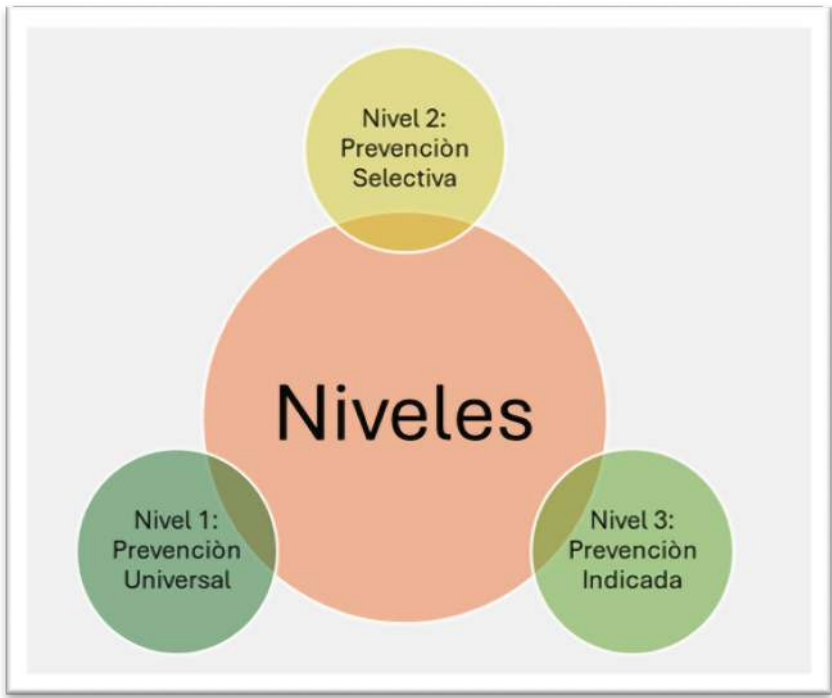 Nivel 2:
Prevenciòn
Selectiva
Niveles
Nivel 1:
Prevenciòn
Universal
Nivel 3:
Prevenciòn
Indicada